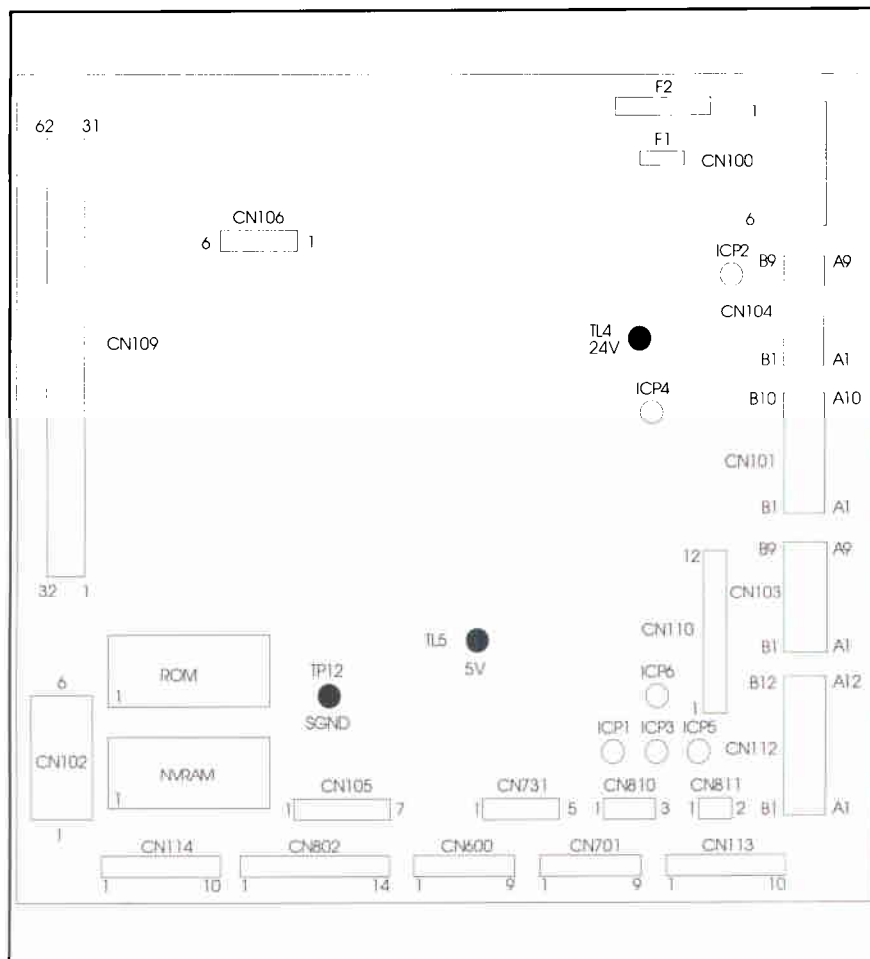 F2
1
62 31
F1
CN100
CN106
6 1
6
ICP2
B9 A9
CN104
TL4
24V
CN109
B1 A1
ICP4
B10 A10
CN101
B1 A1
B9 A9
12
CN103
32 1
CN110
TL5
B1 A1
5V
ROM
1
TP12
SGND
ICP6
B12 A12
6
1
ICP1 ICP3 ICP5
CN112
CN102
NVRAM
1
CN105
1 7
CN731
1 5
CN810
1 3
CN811
1 2
B1 A1
1
CN114
1 10
CN802
1 14
CN600
1 9
CN701
1 9
CN113
1 10